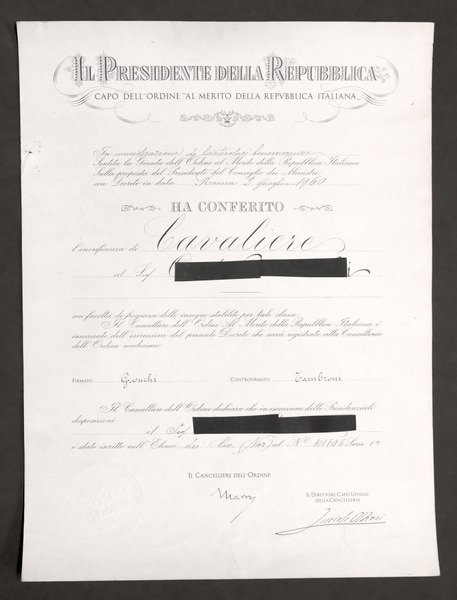 IL PRESIDENTE DELLA REPUBBLICA
CAPO DELL'ORDINE "AL MERITO DELLA REPVBBLICA ITALIANA"
In considerazione di particolari benemerenze
Sentita la Giunta dell'Ordine al Merito della Repubblica Italiana
Sulla proposta del Presidente del Consiglio dei Ministri
con Decreto in data Roma 2 giugno 1960
HA CONFERITO
l'onorificenza di Cavaliere
al Sig.
con facoltà di fregiarsi delle insegne stabilite per tale classe.
Il Cancelliere dell'Ordine Al Merito della Repubblica Italiana è
incaricato dell'esecuzione del presente Decreto che sarà registrato alla Cancelleria
dell'Ordine medesimo.
FIRMATO Gronchi CONTROFIRMATO Tambroni
Il Cancelliere dell'Ordine dichiara che in esecuzione delle Presidenziali
disposizioni il Sig.
è stato iscritto nell'Elenco dei Cav. al N.° Serie
IL CANCELLIERE DELL'ORDINE
IL DIRETTORE CAPO UFFICIO
DELLA CANCELLERIA